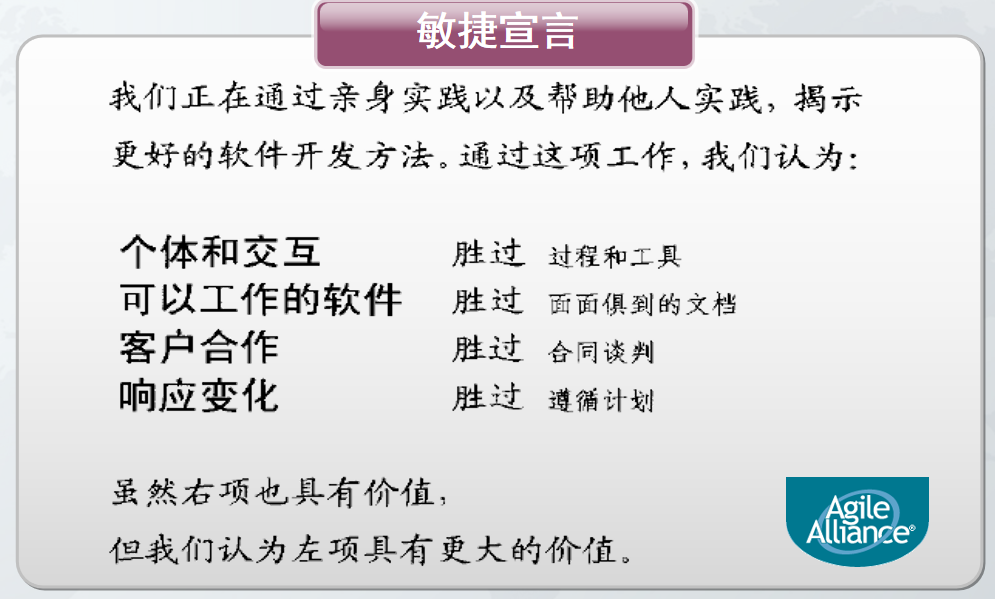 敏捷宣言
我们正在通过亲身实践以及帮助他人实践，揭示
更好的软件开发方法。通过这项工作，我们认为：
个体和交互 胜过 过程和工具
可以工作的软件 胜过 面面俱到的文档
客户合作 胜过 合同谈判
响应变化 胜过 遵循计划
虽然右项也具有价值，
但我们认为左项具有更大的价值。
Agile
Alliance®